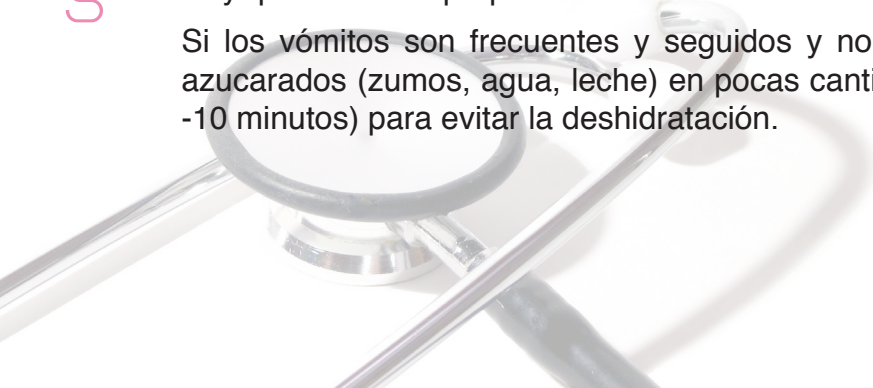 S
Si los vómitos son frecuentes y seguidos y no
azucarados (zumos, agua, leche) en pocas canti
-10 minutos) para evitar la deshidratación.